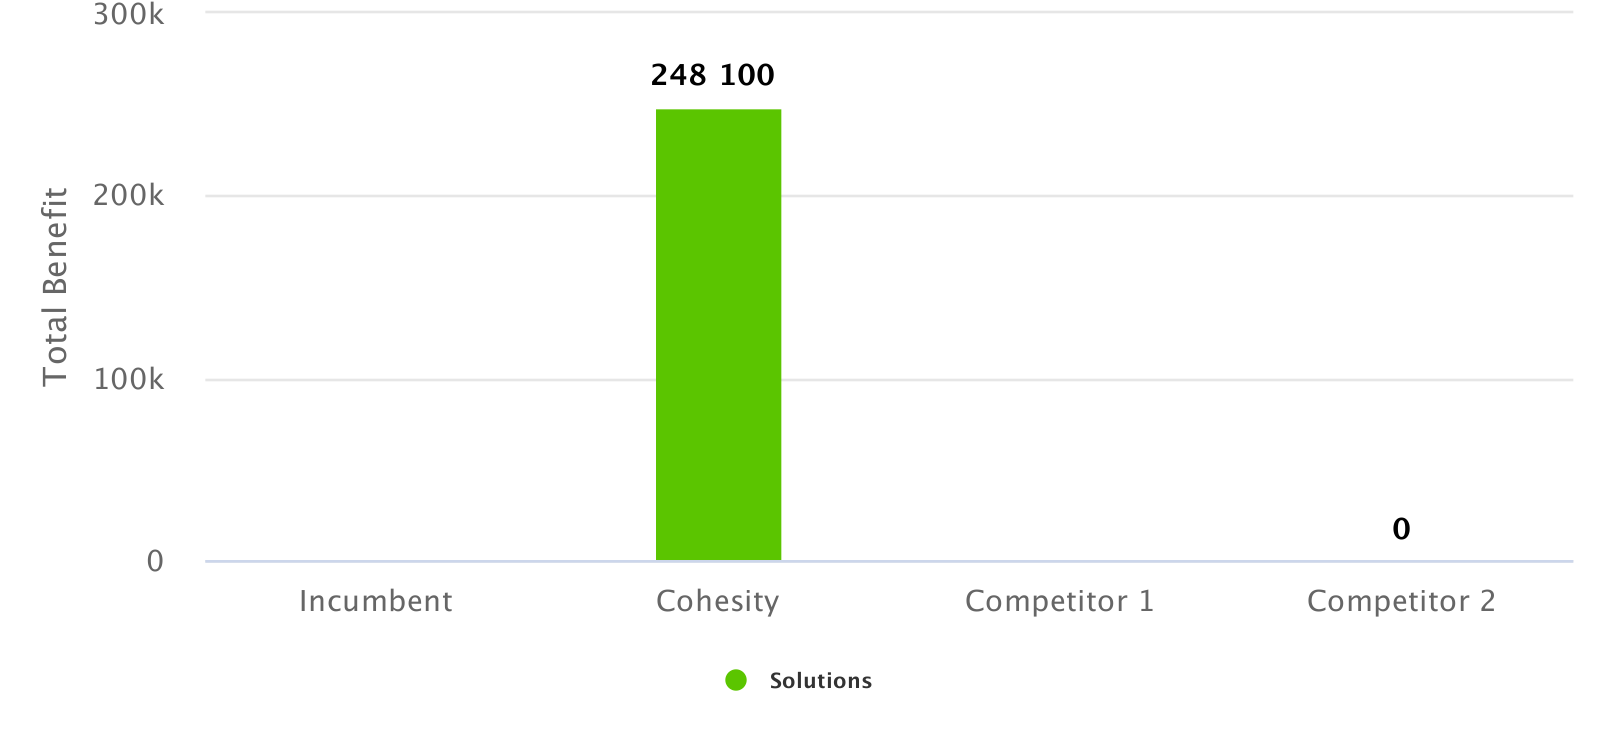 300k
248 100
200k
Total Benefit
100k
0
0
Incumbent
Cohesity
Competitor 1
Competitor 2
Solutions